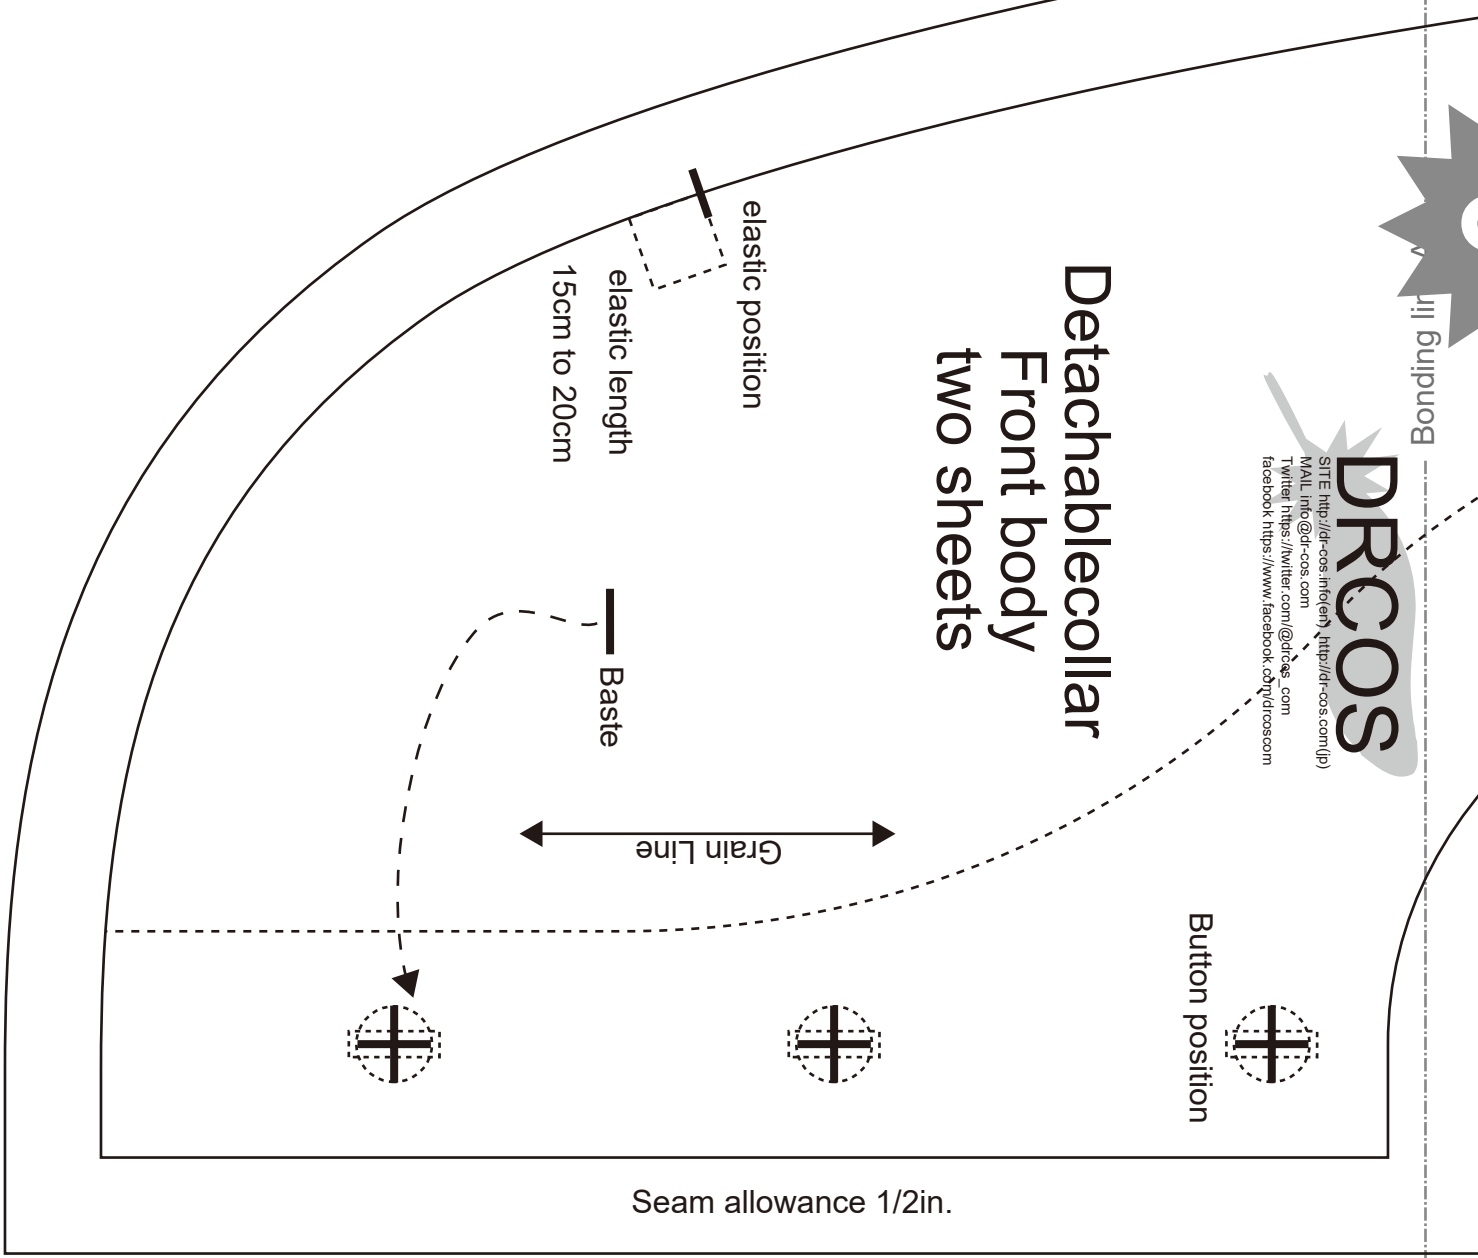 Detachablecollar
Front body
two sheets
elastic position
elastic length
15cm to 20cm
Baste
Grain Line
Button position
Seam allowance 1/2in.
Bonding
DRCOS
SITE http://dr-cos.info(en) http://dr-cos.com(jp)
MAIL info@dr-cos.com
Twitter https://twitter.com/@drcos_com
facebook https://www.facebook.com/drcoscom